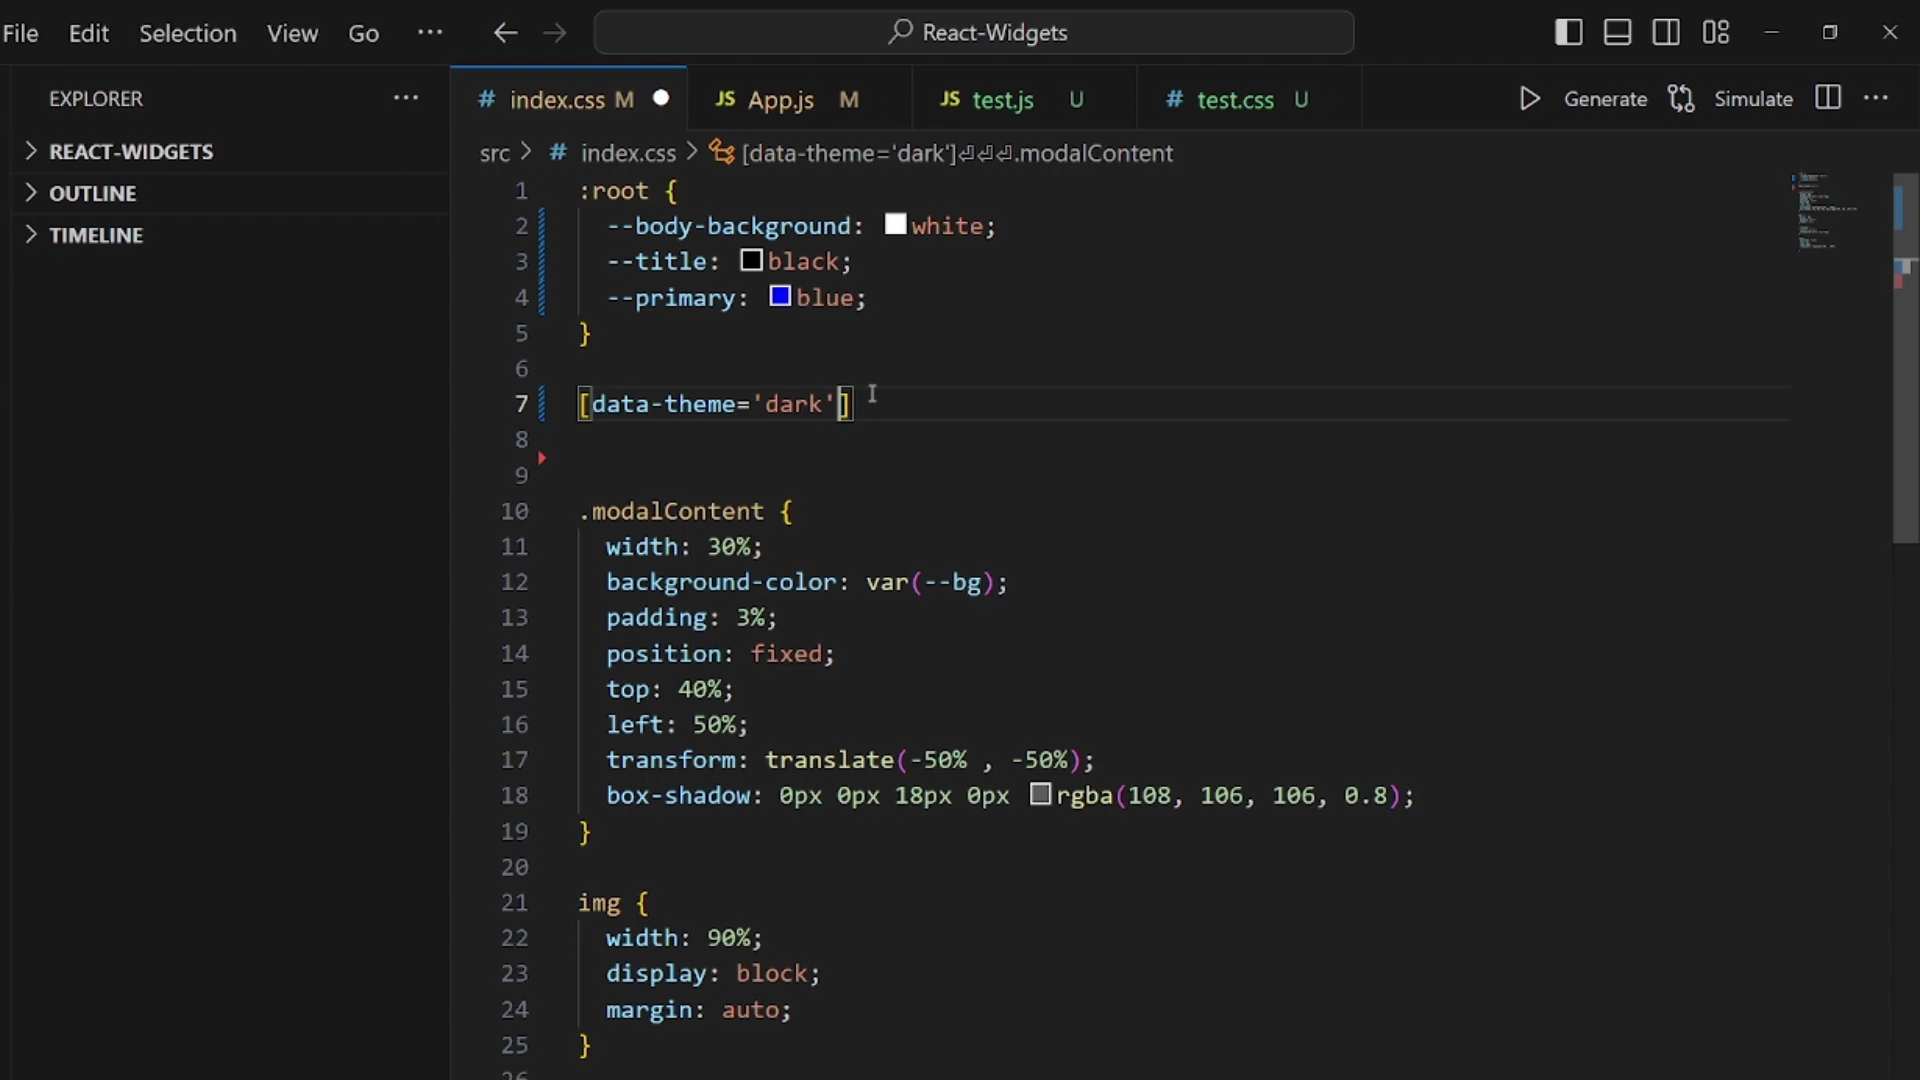 File Edit Selection View Go ··· React-Widgets
EXPLORER ···
REACT-WIDGETS
OUTLINE
TIMELINE
# index.css M JS App.js M JS test.js U # test.css U Generate Simulate ···
src > # index.css > [data-theme='dark']⏎⏎⏎.modalContent
1 :root {
2 --body-background: white;
3 --title: black;
4 --primary: blue;
5 }
6
7 [data-theme='dark']
8
9
10 .modalContent {
11 width: 30%;
12 background-color: var(--bg);
13 padding: 3%;
14 position: fixed;
15 top: 40%;
16 left: 50%;
17 transform: translate(-50% , -50%);
18 box-shadow: 0px 0px 18px 0px rgba(108, 106, 106, 0.8);
19 }
20
21 img {
22 width: 90%;
23 display: block;
24 margin: auto;
25 }
26